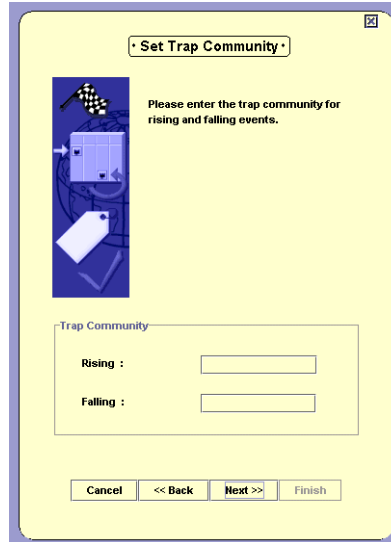 • Set Trap Community •
Please enter the trap community for
rising and falling events.
Trap Community
Rising :
Falling :
Cancel << Back Next >> Finish